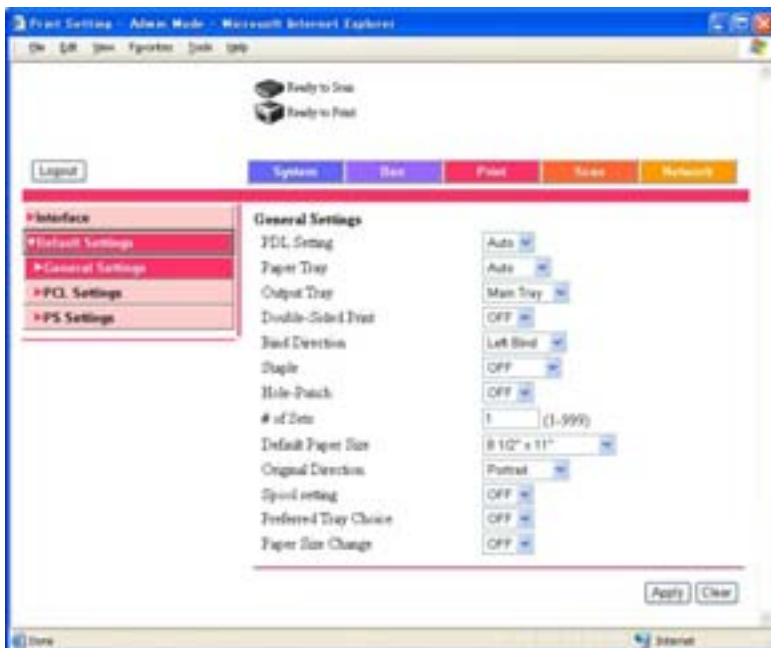 Print Setting - Admin Mode - Microsoft Internet Explorer
File Edit View Favorites Tools Help
Ready to Scan
Ready to Print
Logout
System Box Print Scan Network
Interface
Default Settings
General Settings
PCL Settings
PS Settings
General Settings
PDL Setting Auto
Paper Tray Auto
Output Tray Main Tray
Double-Sided Print OFF
Bind Direction Left Bind
Staple OFF
Hole-Punch OFF
# of Sets 1 (1-999)
Default Paper Size 8 1/2" x 11"
Original Direction Portrait
Spool setting OFF
Preferred Tray Choice OFF
Paper Size Change OFF
Apply Clear
Done Internet